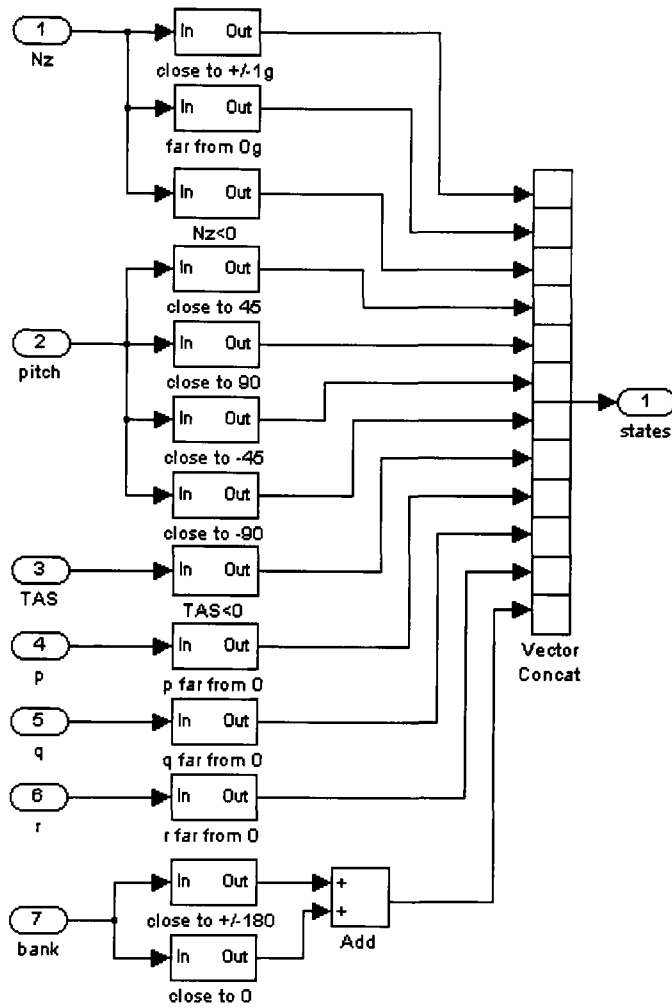 1
Nz
In Out
close to +/-1g
In Out
far from 0g
In Out
Nz<0
In Out
close to 45
2
pitch
In Out
close to 90
In Out
close to -45
In Out
close to -90
3
TAS
In Out
TAS<0
4
p
In Out
p far from 0
5
q
In Out
q far from 0
6
r
In Out
r far from 0
7
bank
In Out
close to +/-180
In Out
close to 0
+
+
Add
Vector
Concat
1
states